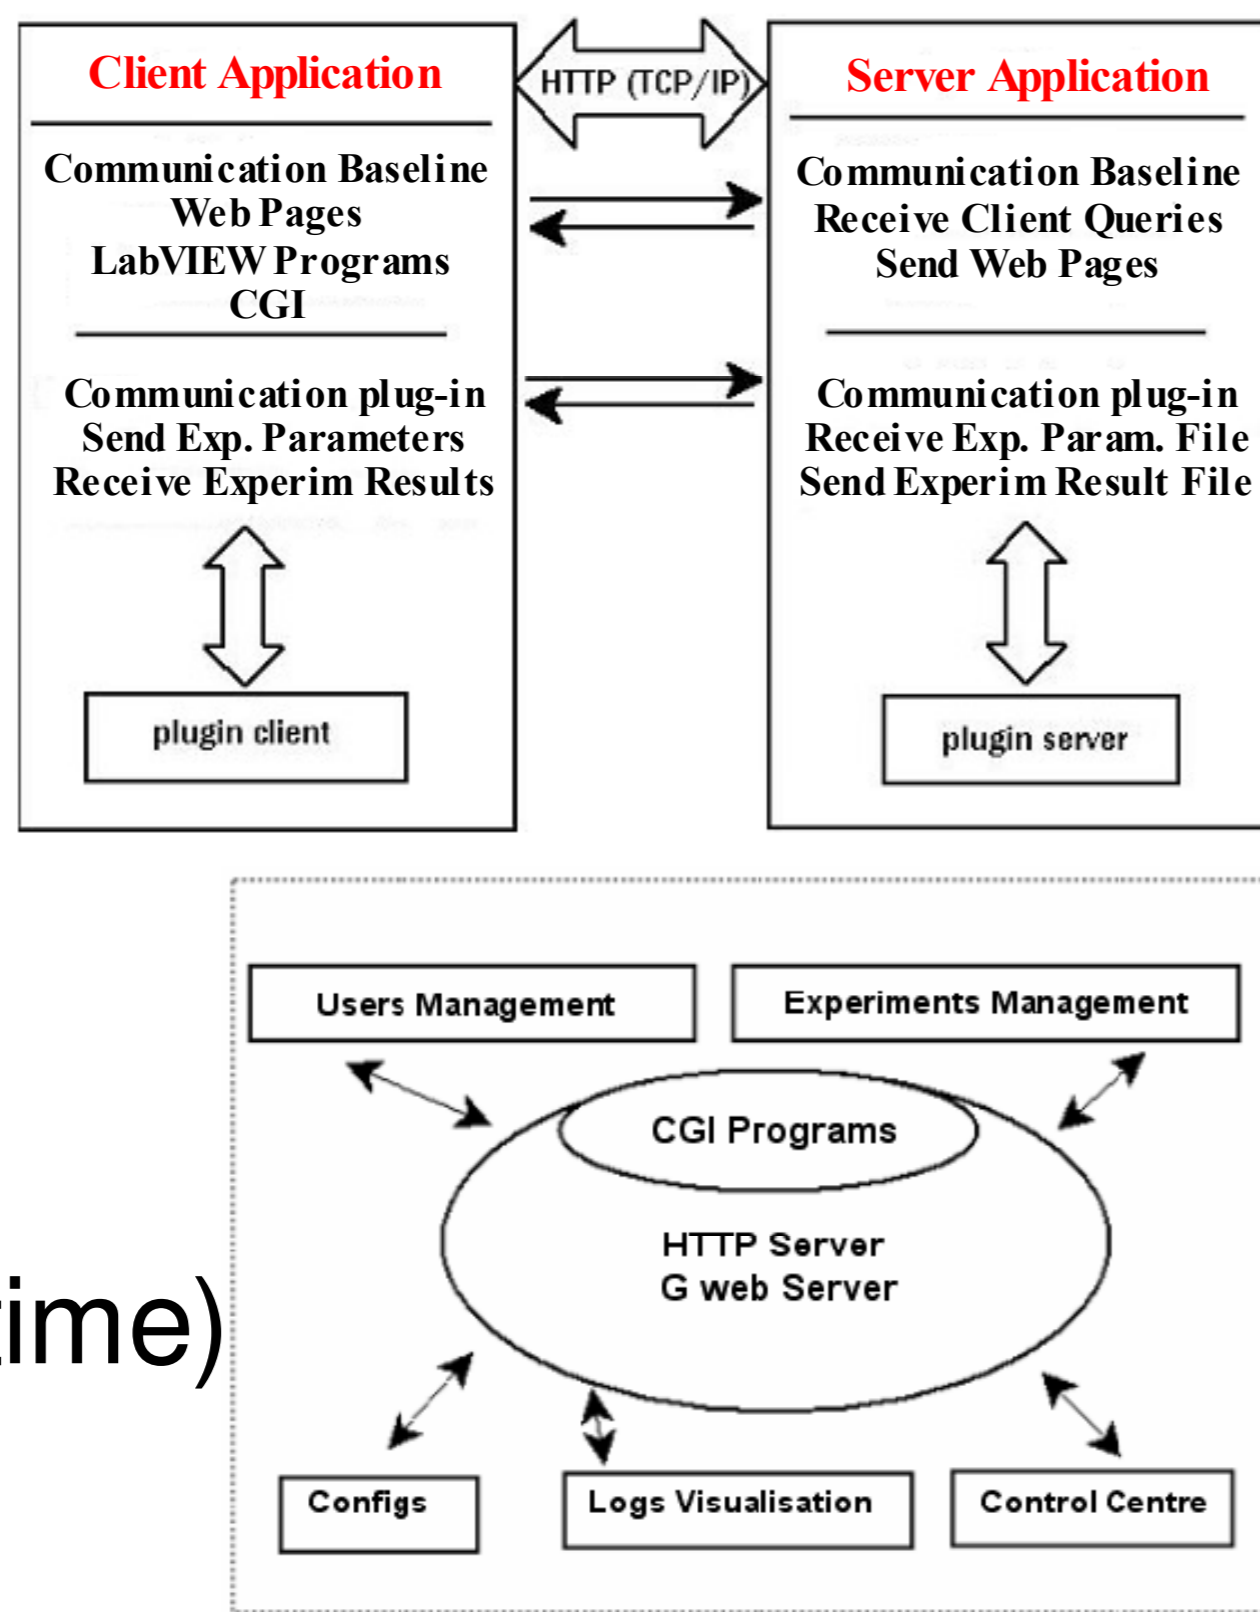 Client Application
Communication Baseline
Web Pages
LabVIEW Programs
CGI
Communication plug-in
Send Exp. Parameters
Receive Experim Results
plugin client
HTTP (TCP/IP)
Server Application
Communication Baseline
Receive Client Queries
Send Web Pages
Communication plug-in
Receive Exp. Param. File
Send Experim Result File
plugin server
Users Management
Experiments Management
CGI Programs
HTTP Server
G web Server
time)
Configs
Logs Visualisation
Control Centre